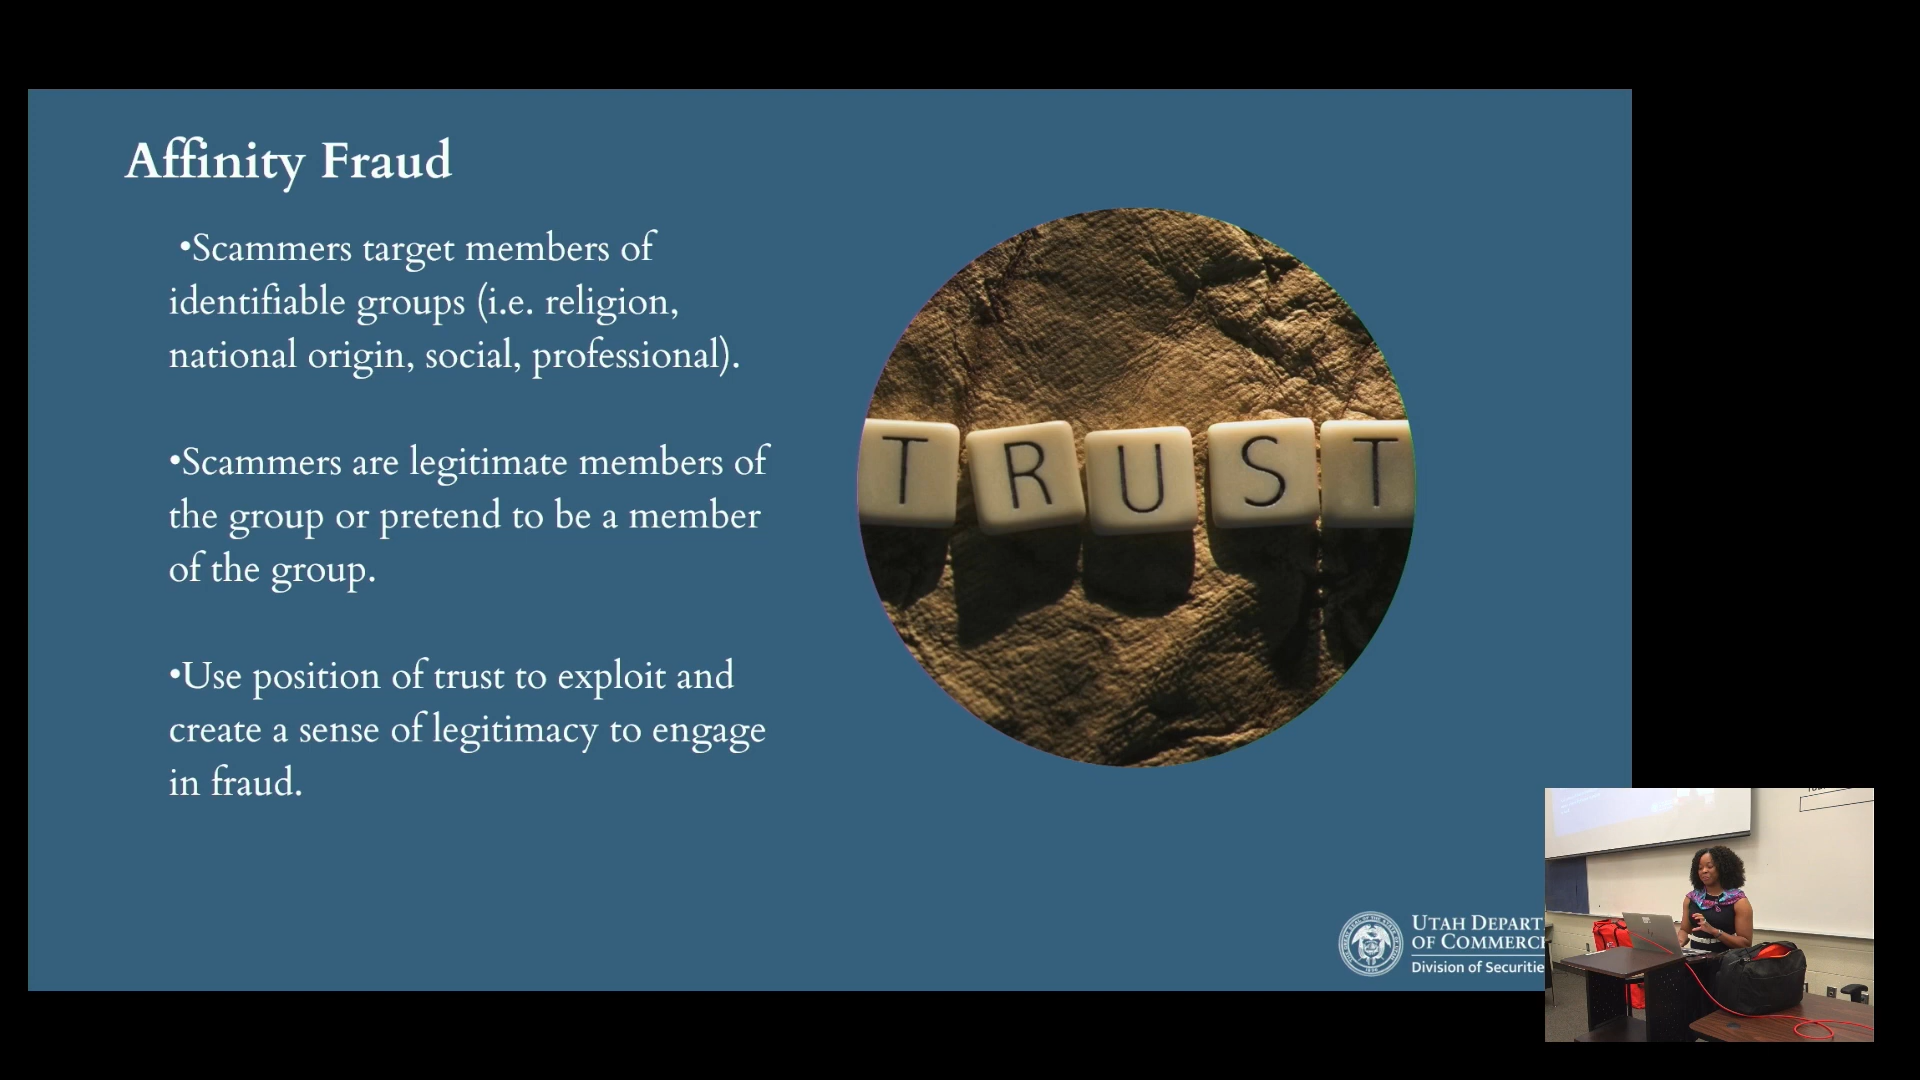 Affinity Fraud
•Scammers target members of
identifiable groups (i.e. religion,
national origin, social, professional).
•Scammers are legitimate members of
the group or pretend to be a member
of the group.
•Use position of trust to exploit and
create a sense of legitimacy to engage
in fraud.
T R U S T
UTAH DEPART
OF COMMERC
Division of Securitie